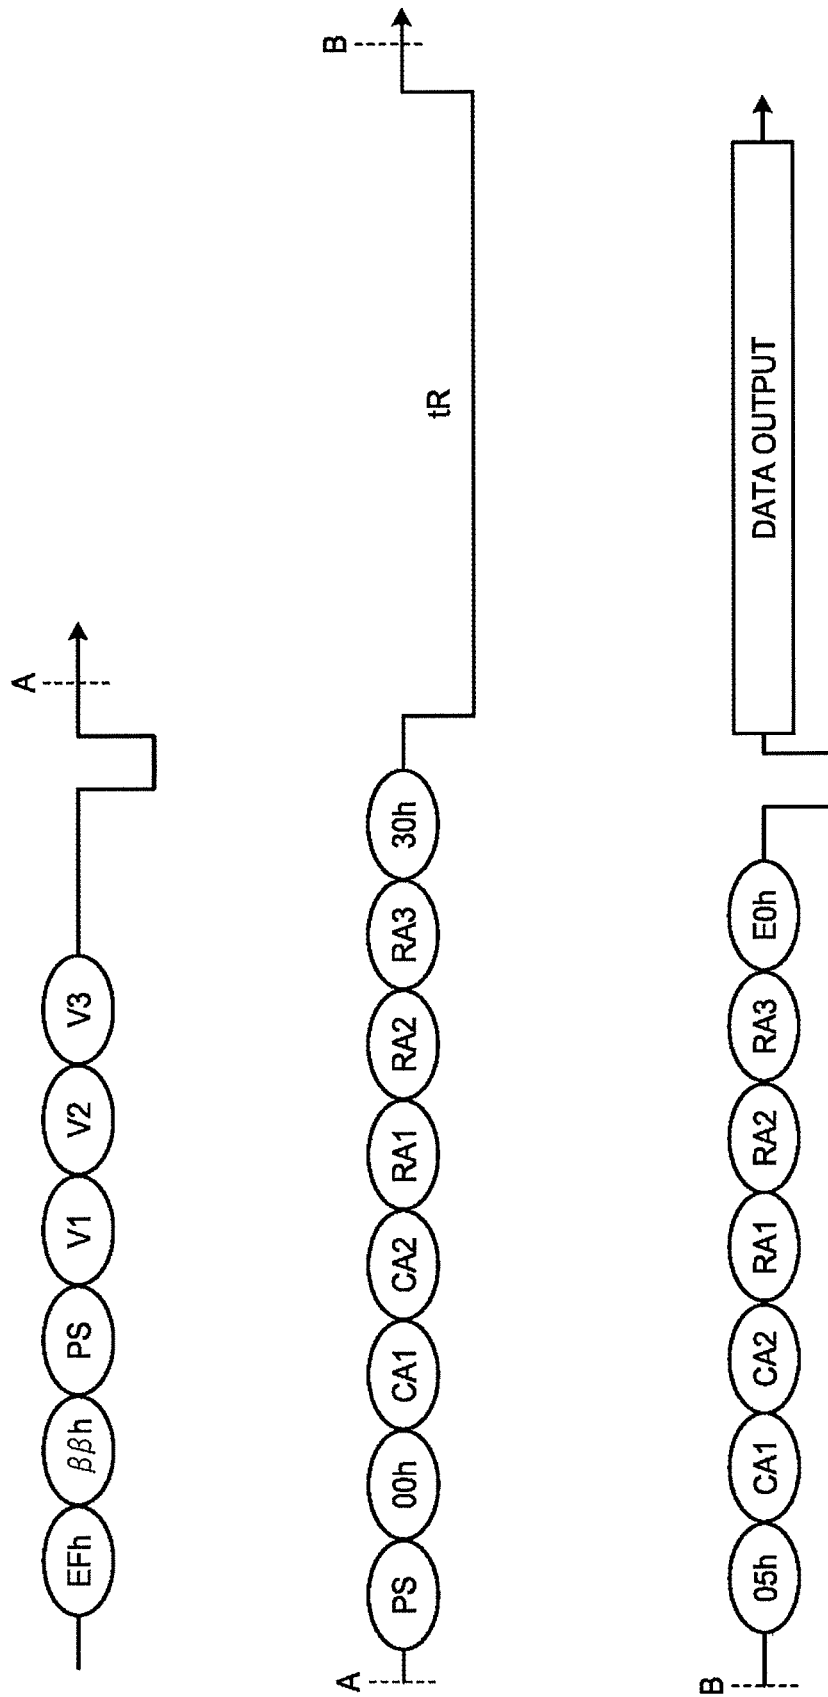 EFh ββh PS V1 V2 V3 A
A PS 00h CA1 CA2 RA1 RA2 RA3 30h tR B
B 05h CA1 CA2 RA1 RA2 RA3 E0h DATA OUTPUT